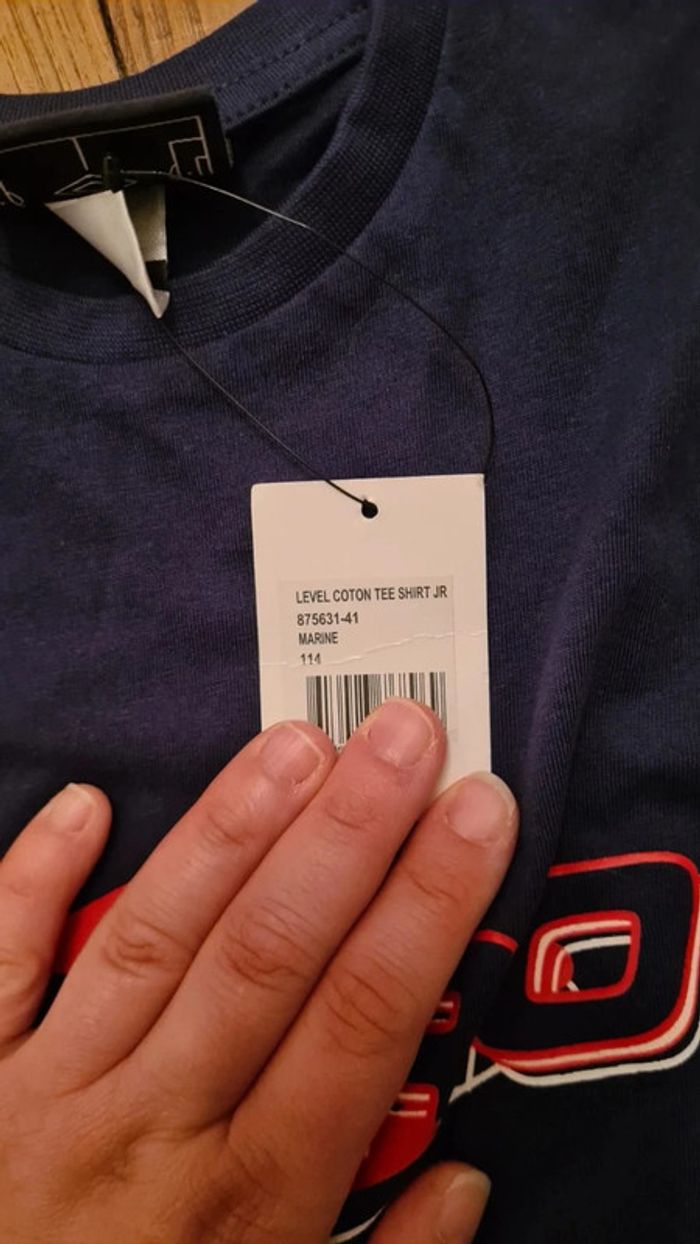 LEVEL COTON TEE SHIRT JR
875631-41
MARINE
114